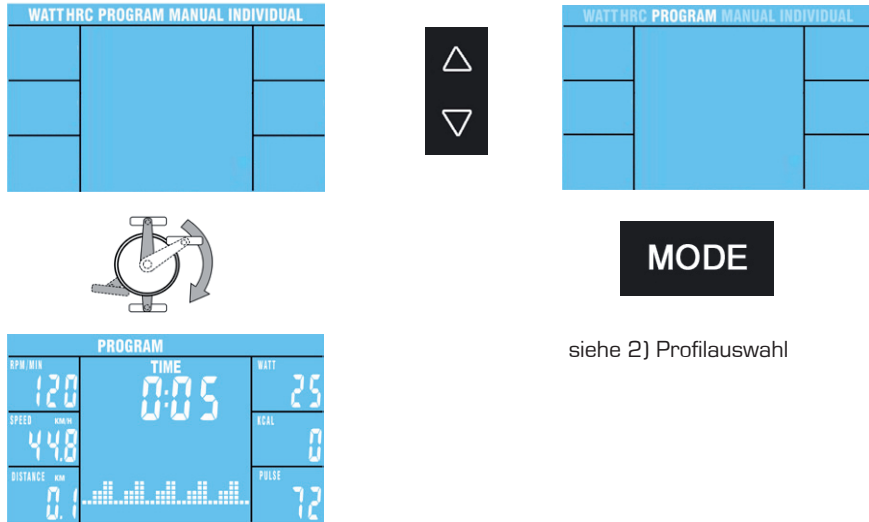 WATT HRC PROGRAM MANUAL INDIVIDUAL
WATT HRC PROGRAM MANUAL INDIVIDUAL
MODE
siehe 2) Profilauswahl
PROGRAM
RPM/MIN
120
TIME
0:05
WATT
25
SPEED KM/H
44.8
KCAL
0
DISTANCE KM
0.1
PULSE
72